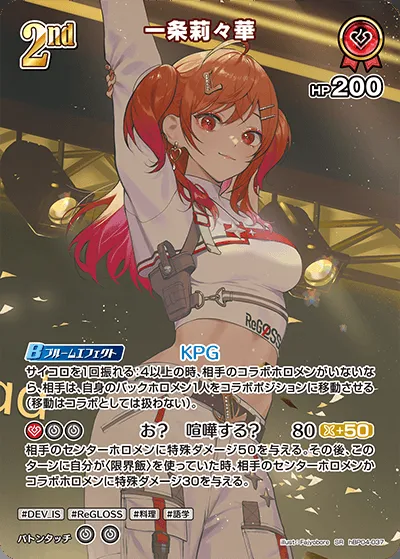 2nd
一条莉々華
HP200
ReGLOSS
Bブルームエフェクト
KPG
サイコロを1回振れる：4以上の時、相手のコラボホロメンがいないな
ら、相手は、自身のバックホロメン1人をコラボポジションに移動させる
(移動はコラボとしては扱わない)。
お？　喧嘩する？ 80 +50
相手のセンターホロメンに特殊ダメージ50を与える。その後、この
ターンに自分が〈限界飯〉を使っていた時、相手のセンターホロメンか
コラボホロメンに特殊ダメージ30を与える。
#DEV_IS #ReGLOSS #料理 #語学
バトンタッチ
illust: Fajyobore SR hBP04-037